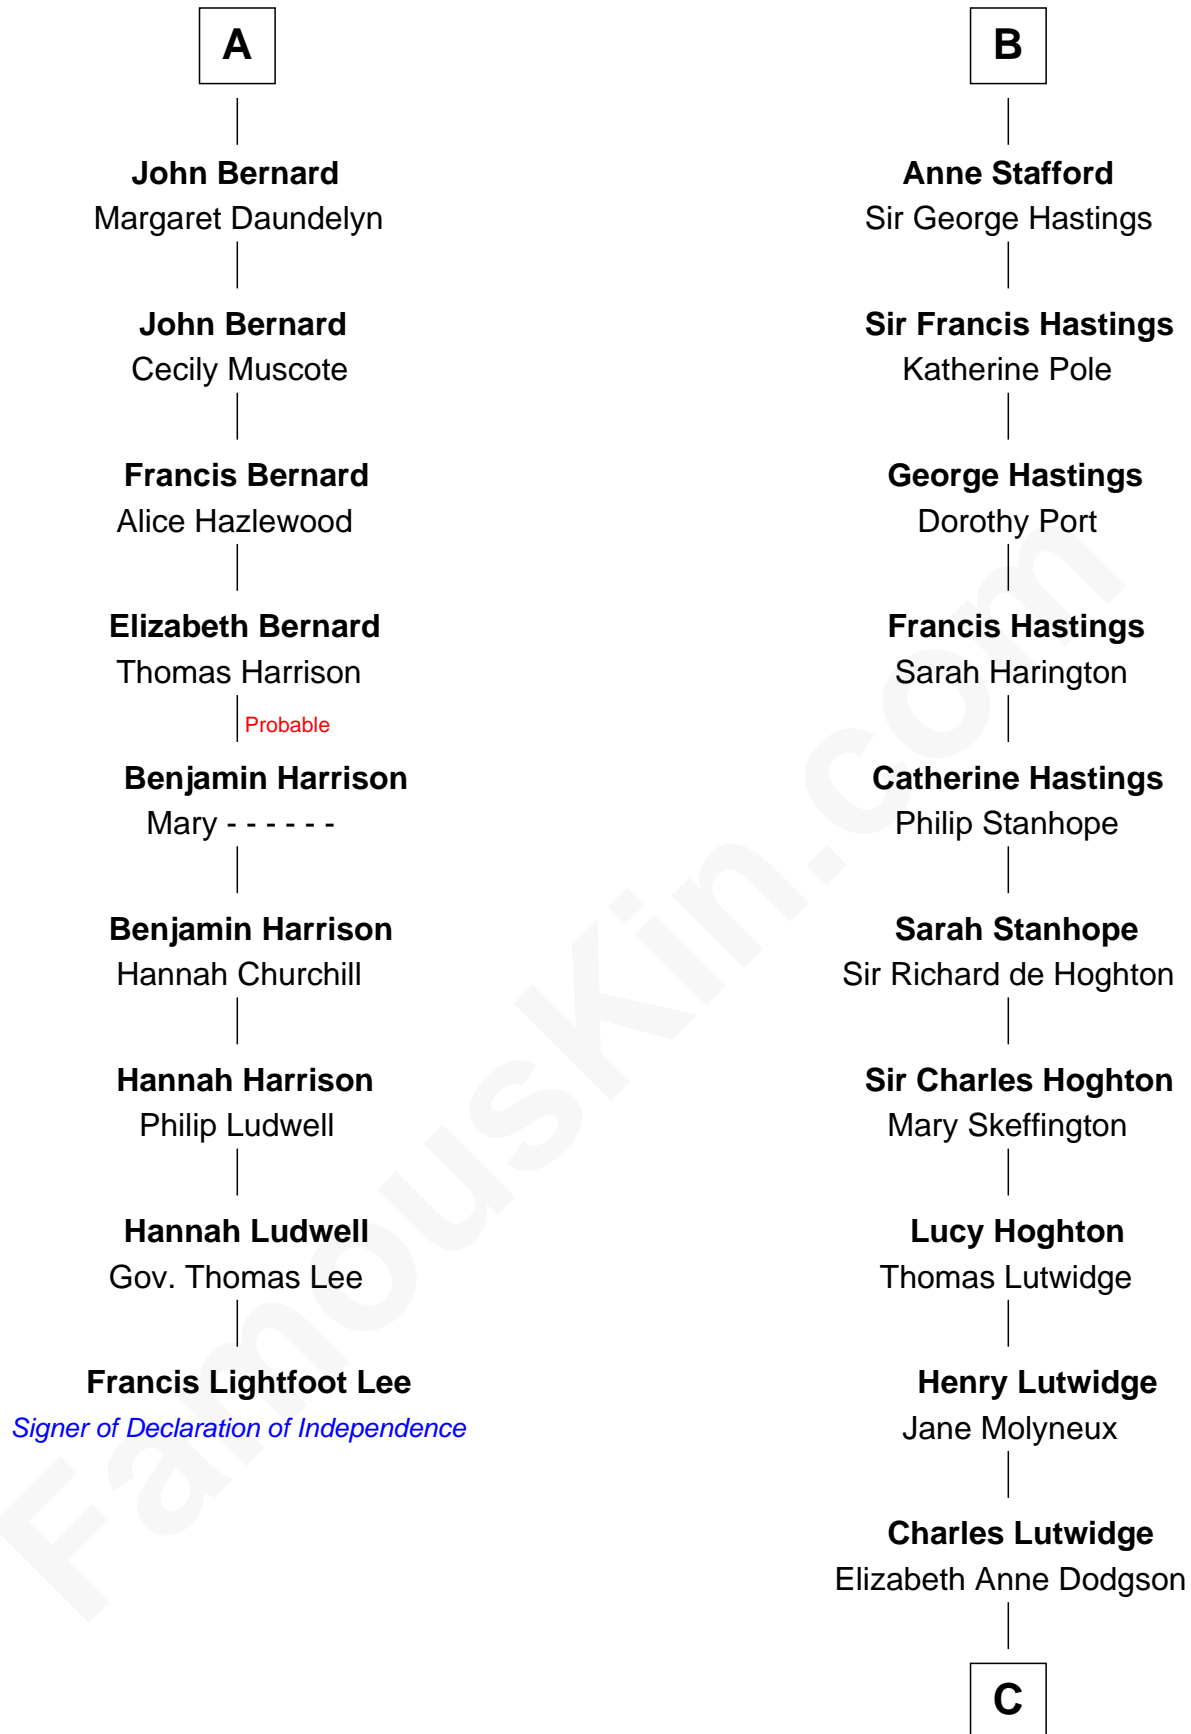 A
John Bernard
Margaret Daundelyn
John Bernard
Cecily Muscote
Francis Bernard
Alice Hazlewood
Elizabeth Bernard
Thomas Harrison
Probable
Benjamin Harrison
Mary - - - - - -
Benjamin Harrison
Hannah Churchill
Hannah Harrison
Philip Ludwell
Hannah Ludwell
Gov. Thomas Lee
Francis Lightfoot Lee
Signer of Declaration of Independence
B
Anne Stafford
Sir George Hastings
Sir Francis Hastings
Katherine Pole
George Hastings
Dorothy Port
Francis Hastings
Sarah Harington
Catherine Hastings
Philip Stanhope
Sarah Stanhope
Sir Richard de Hoghton
Sir Charles Hoghton
Mary Skeffington
Lucy Hoghton
Thomas Lutwidge
Henry Lutwidge
Jane Molyneux
Charles Lutwidge
Elizabeth Anne Dodgson
C
FamousKin.com